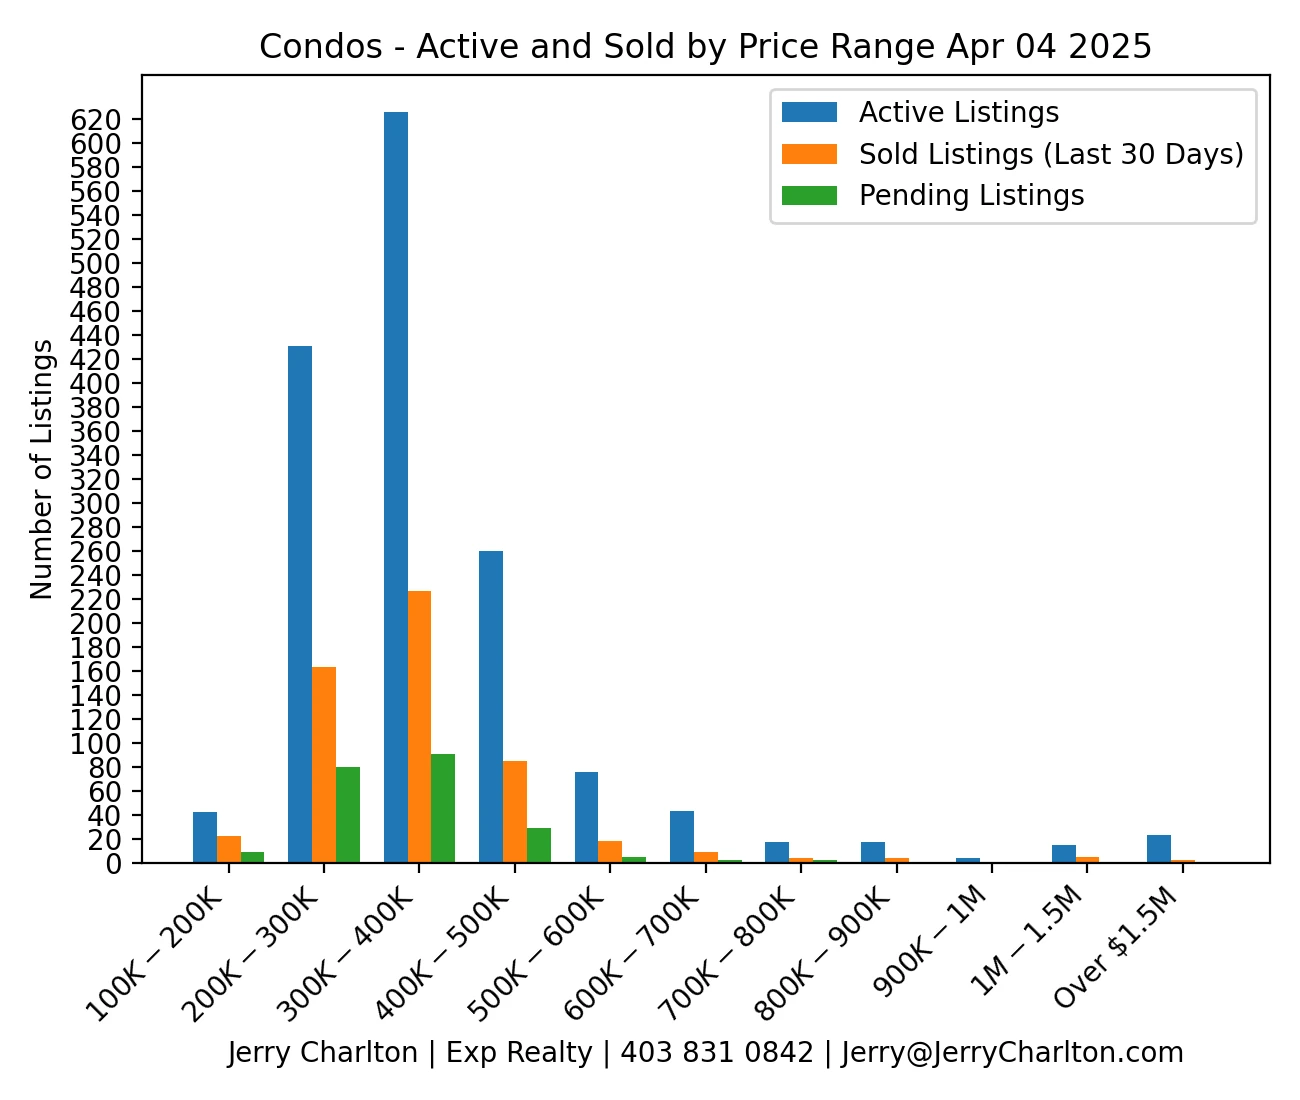 Condos - Active and Sold by Price Range Apr 04 2025
Active Listings
Sold Listings (Last 30 Days)
Pending Listings
Number of Listings
620
600
580
560
540
520
500
480
460
440
420
400
380
360
340
320
300
280
260
240
220
200
180
160
140
120
100
80
60
40
20
0
100K − 200K
200K − 300K
300K − 400K
400K − 500K
500K − 600K
600K − 700K
700K − 800K
800K − 900K
900K − 1M
1M − 1.5M
Over $1.5M
Jerry Charlton | Exp Realty | 403 831 0842 | Jerry@JerryCharlton.com